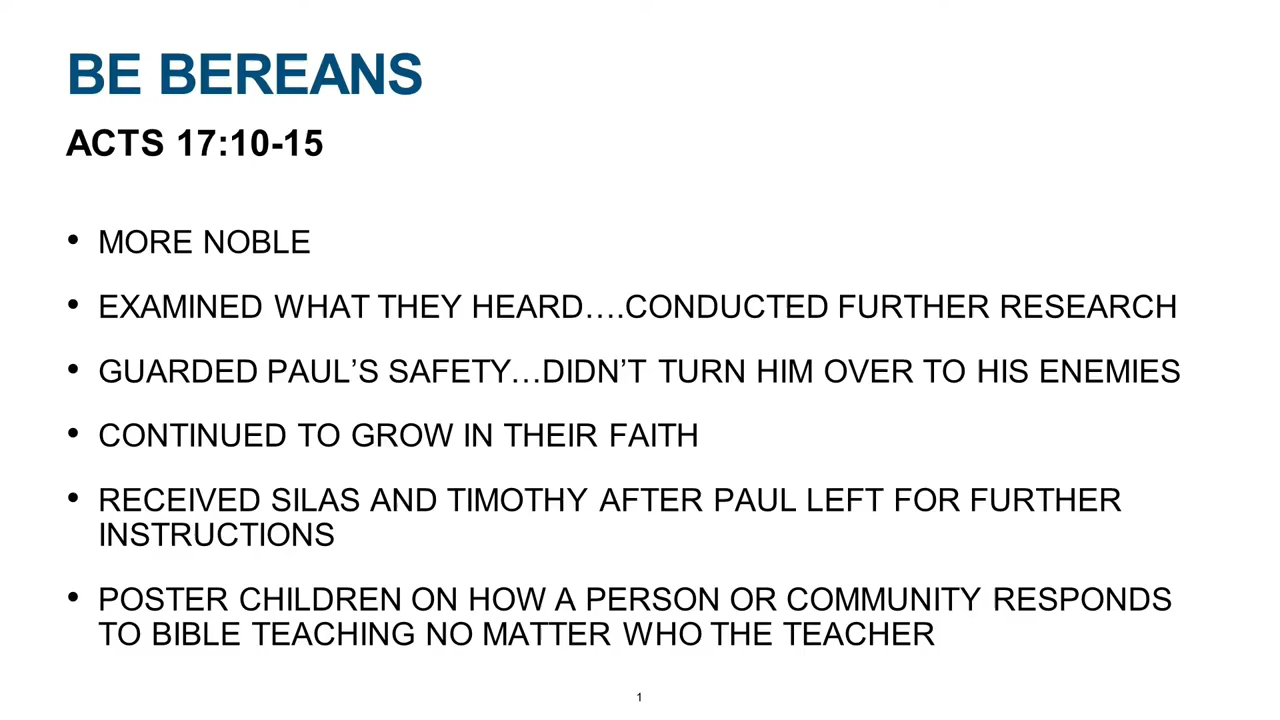 BE BEREANS
ACTS 17:10-15
• MORE NOBLE
• EXAMINED WHAT THEY HEARD….CONDUCTED FURTHER RESEARCH
• GUARDED PAUL’S SAFETY…DIDN’T TURN HIM OVER TO HIS ENEMIES
• CONTINUED TO GROW IN THEIR FAITH
• RECEIVED SILAS AND TIMOTHY AFTER PAUL LEFT FOR FURTHER
INSTRUCTIONS
• POSTER CHILDREN ON HOW A PERSON OR COMMUNITY RESPONDS
TO BIBLE TEACHING NO MATTER WHO THE TEACHER
1